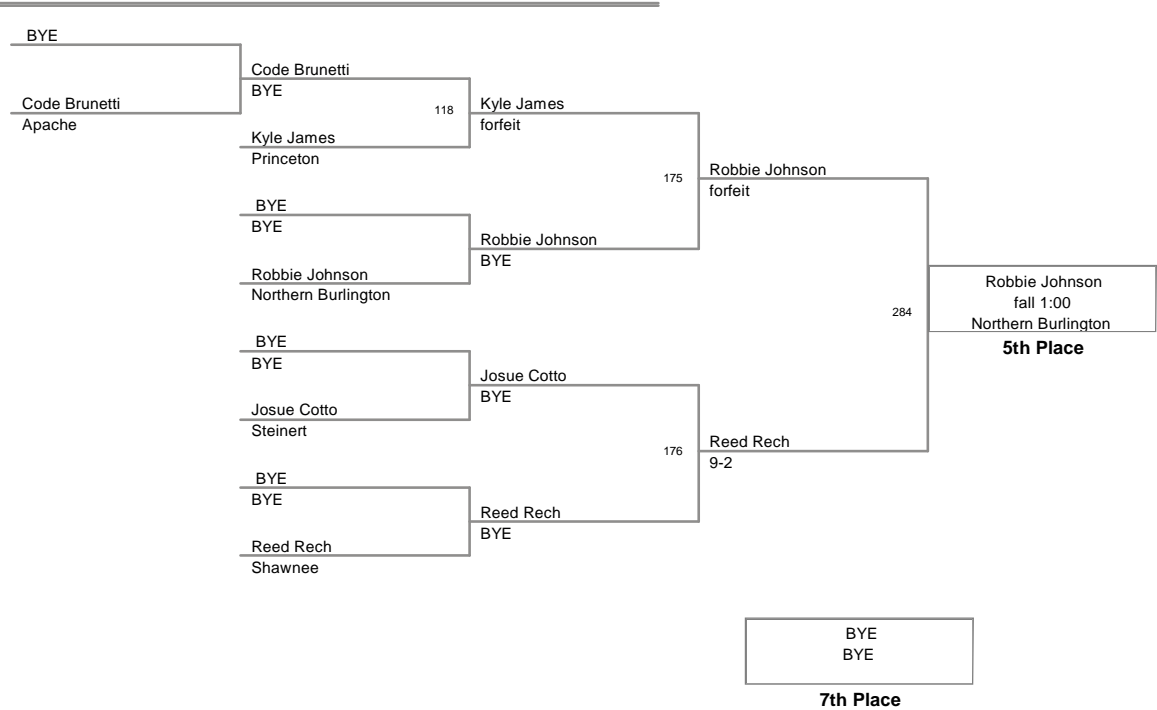 BYE
Code Brunetti
Apache
Code Brunetti
BYE
118
Kyle James
Princeton
Kyle James
forfeit
BYE
BYE
Robbie Johnson
Northern Burlington
Robbie Johnson
BYE
175
Robbie Johnson
forfeit
BYE
BYE
Josue Cotto
Steinert
Josue Cotto
BYE
BYE
BYE
Reed Rech
Shawnee
Reed Rech
BYE
176
Reed Rech
9-2
284
Robbie Johnson
fall 1:00
Northern Burlington
5th Place
BYE
BYE
7th Place